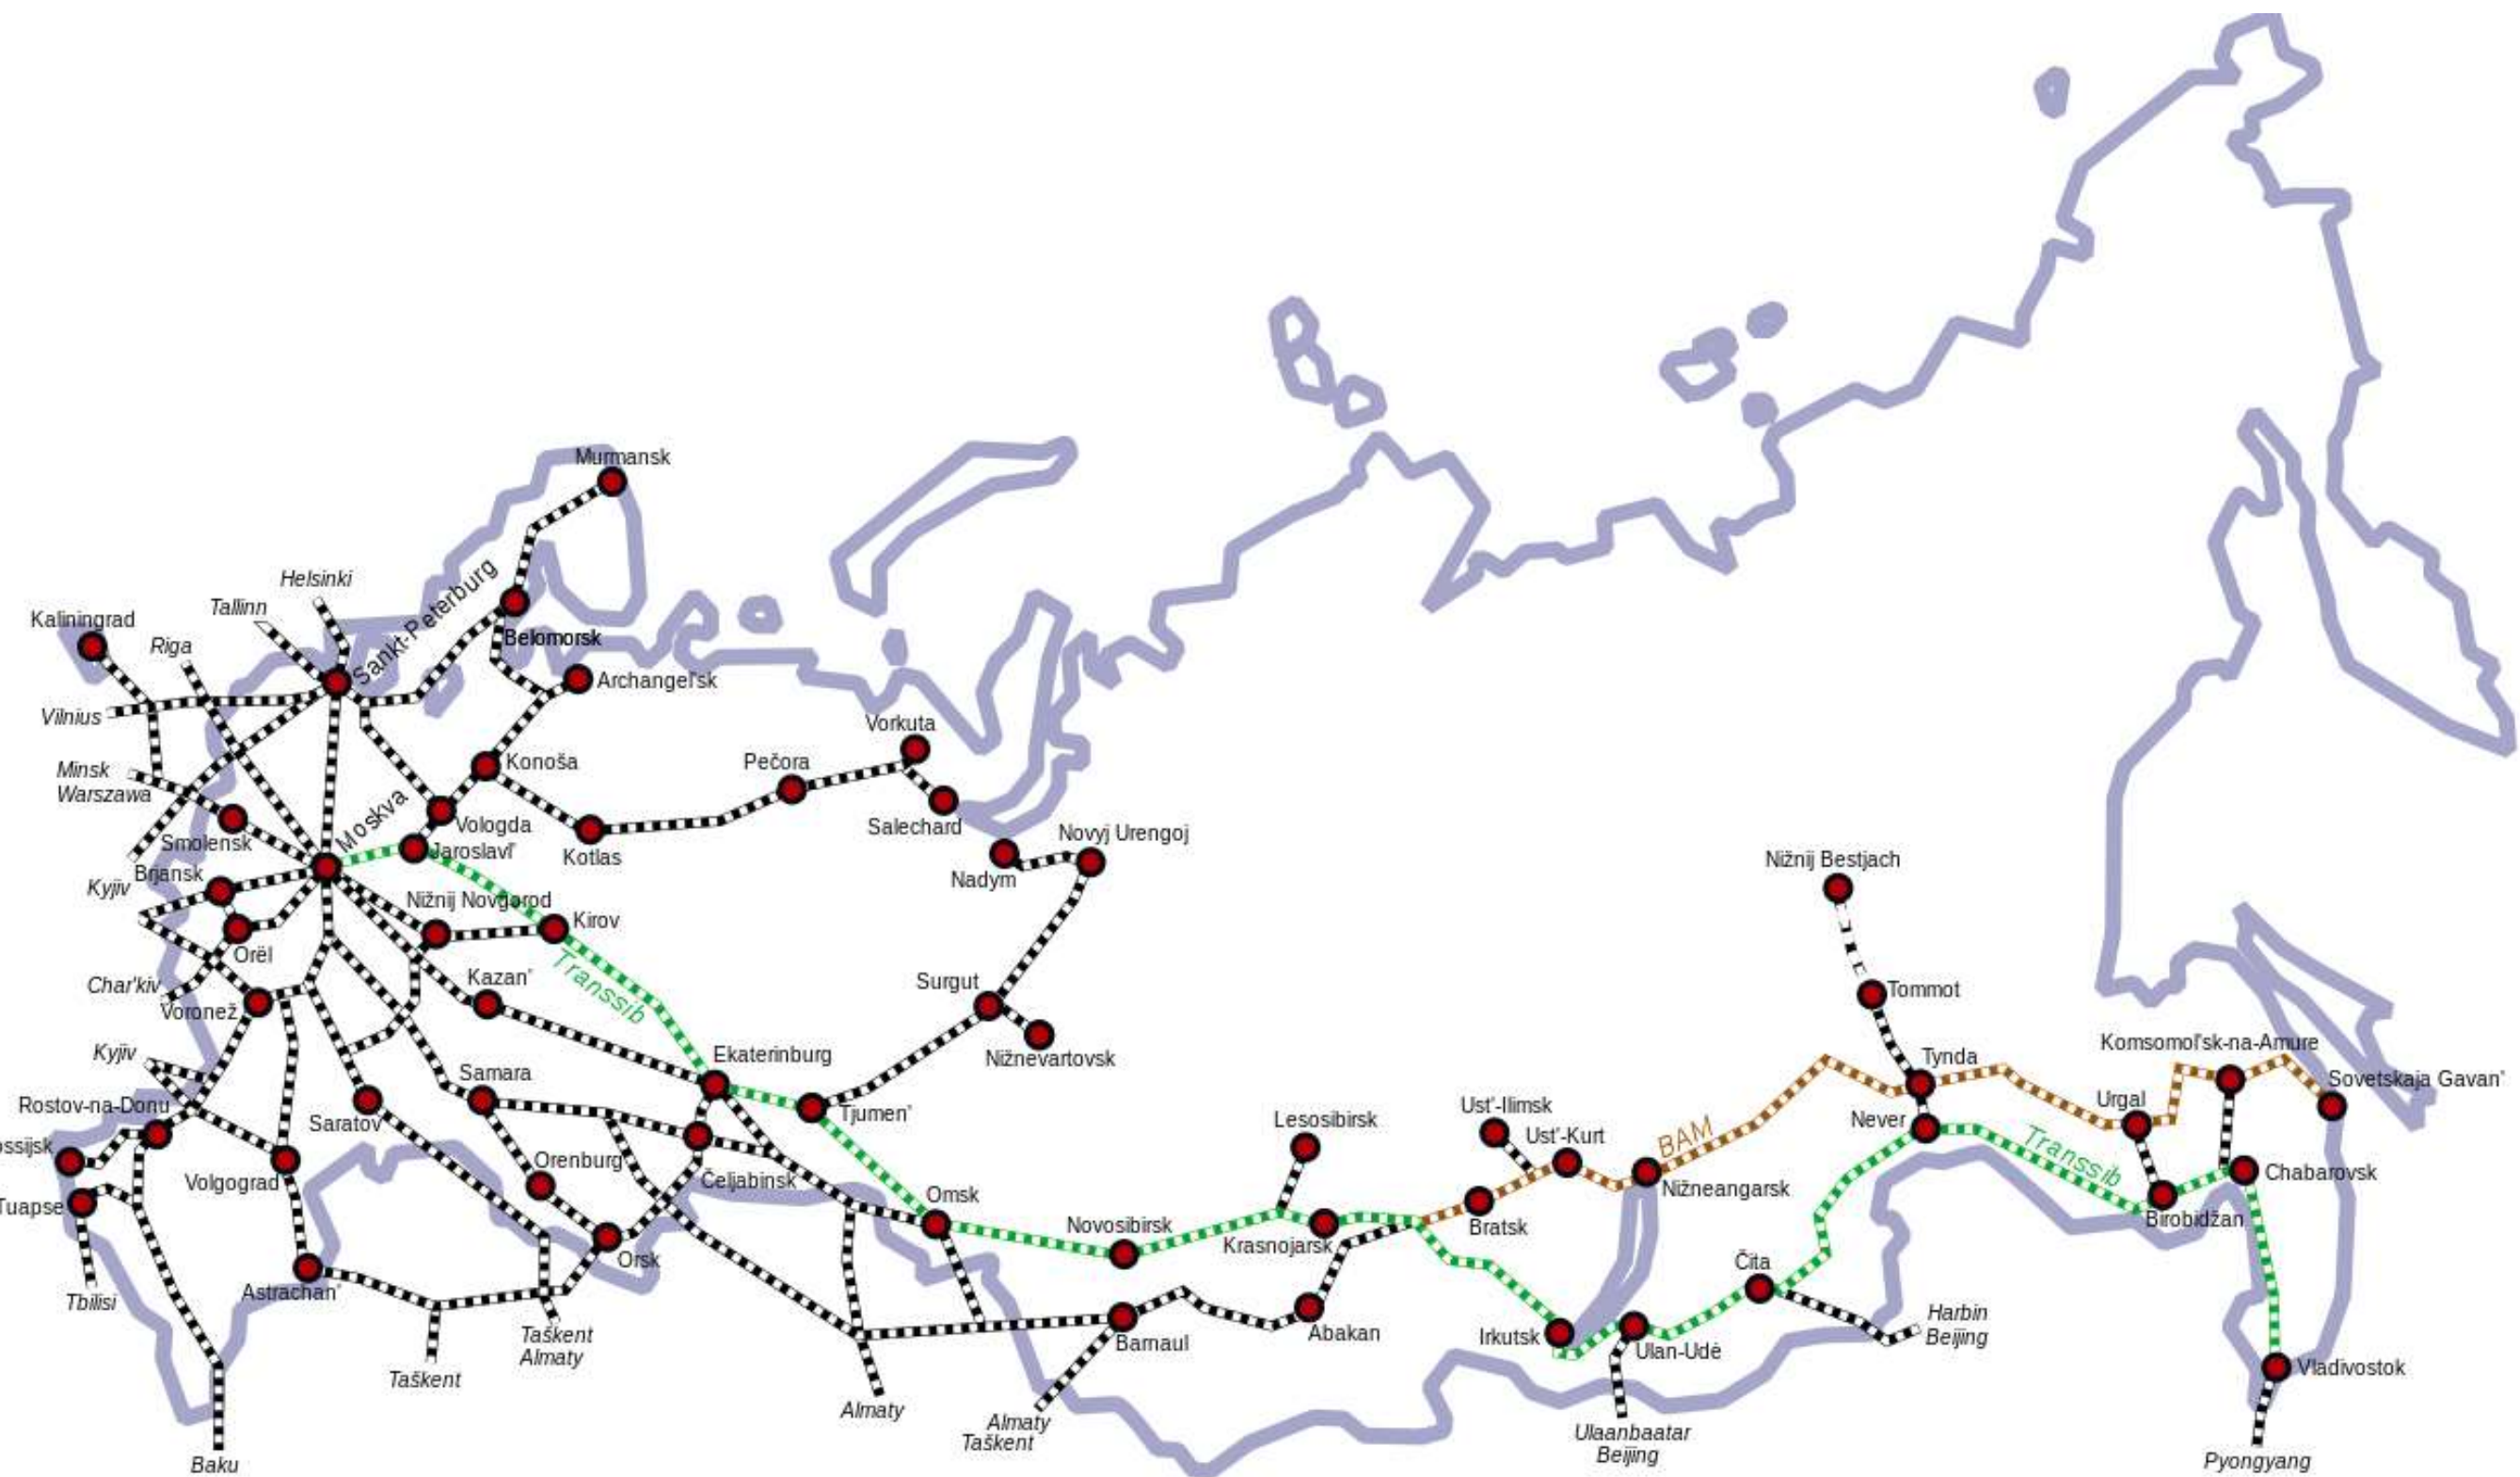 Murmansk
Helsinki
Tallinn
Sankt-Peterburg
Kaliningrad
Riga
Belomorsk
Archangel'sk
Vilnius
Vorkuta
Konoša
Pečora
Minsk
Warszawa
Moskva
Vologda
Salechard
Novyj Urengoj
Smolensk
Jaroslavl'
Kotlas
Nadym
Nižnij Bestjach
Brjansk
Kyjiv
Nižnij Novgorod
Kirov
Orël
Transsib
Kazan'
Surgut
Char'kiv
Voronež
Tommot
Kyjiv
Ekaterinburg
Nižnevartovsk
Komsomol'sk-na-Amure
Tynda
Samara
Sovetskaja Gavan'
Rostov-na-Donu
Tjumen'
Saratov
Lesosibirsk
Ust'-Ilimsk
Urgal
Never
Ust'-Kurt
BAM
Transsib
ossijsk
Orenburg
Volgograd
Čeljabinsk
Nižneangarsk
Chabarovsk
Tuapse
Omsk
Novosibirsk
Bratsk
Birobidžan
Krasnojarsk
Orsk
Čita
Astrachan'
Tbilisi
Harbin
Beijing
Taškent
Almaty
Barnaul
Abakan
Irkutsk
Ulan-Udė
Vladivostok
Taškent
Almaty
Almaty
Taškent
Ulaanbaatar
Beijing
Baku
Pyongyang